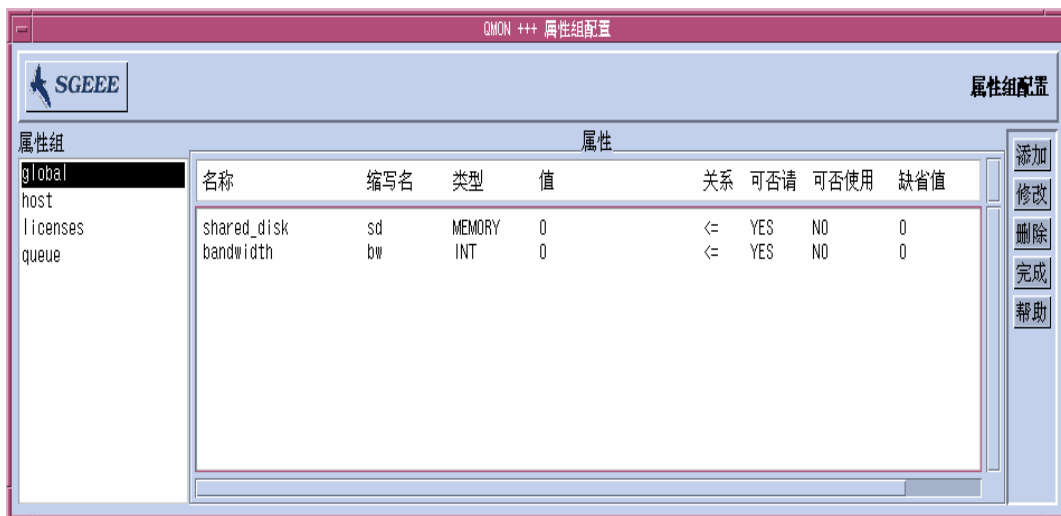 QMON +++ 属性组配置
SGEEE
属性组配置
属性组
global
host
licenses
queue
属性
名称 缩写名 类型 值 关系 可否请 可否使用 缺省值
shared_disk sd MEMORY 0 <= YES NO 0
bandwidth bw INT 0 <= YES NO 0
添加
修改
删除
完成
帮助